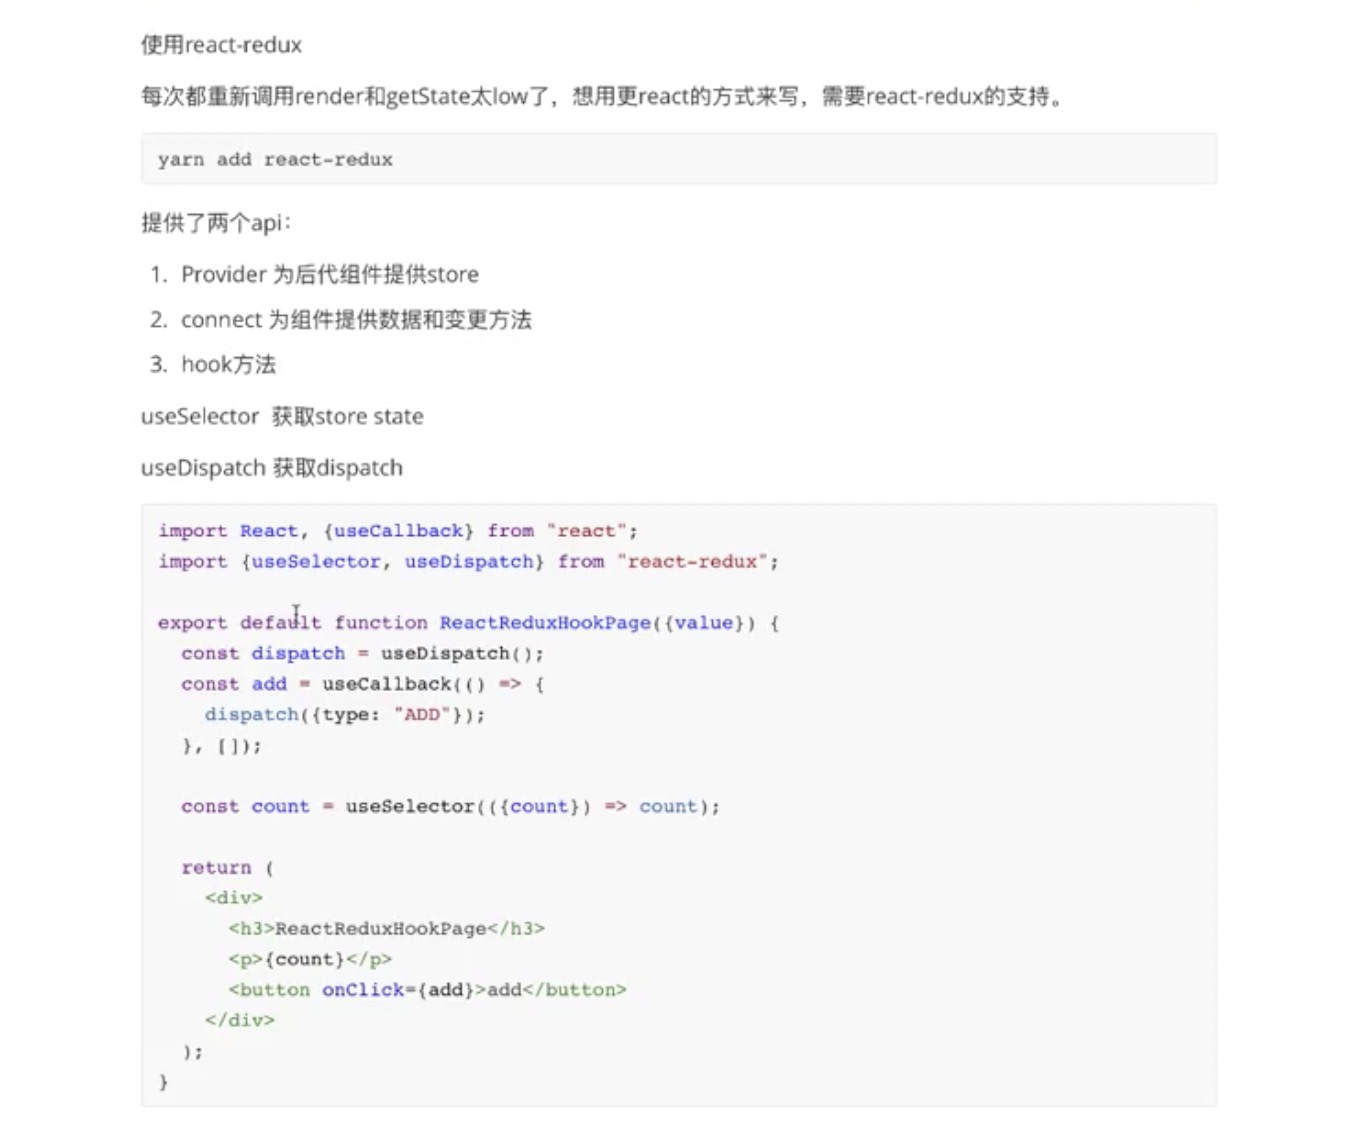 使用react-redux
每次都重新调用render和getState太low了，想用更react的方式来写，需要react-redux的支持。
yarn add react-redux
提供了两个api：
1. Provider 为后代组件提供store
2. connect 为组件提供数据和变更方法
3. hook方法
useSelector 获取store state
useDispatch 获取dispatch
import React, {useCallback} from "react";
import {useSelector, useDispatch} from "react-redux";
export default function ReactReduxHookPage({value}) {
  const dispatch = useDispatch();
  const add = useCallback(() => {
    dispatch({type: "ADD"});
  }, []);
  const count = useSelector(({count}) => count);
  return (
    <div>
      <h3>ReactReduxHookPage</h3>
      <p>{count}</p>
      <button onClick={add}>add</button>
    </div>
  );
}